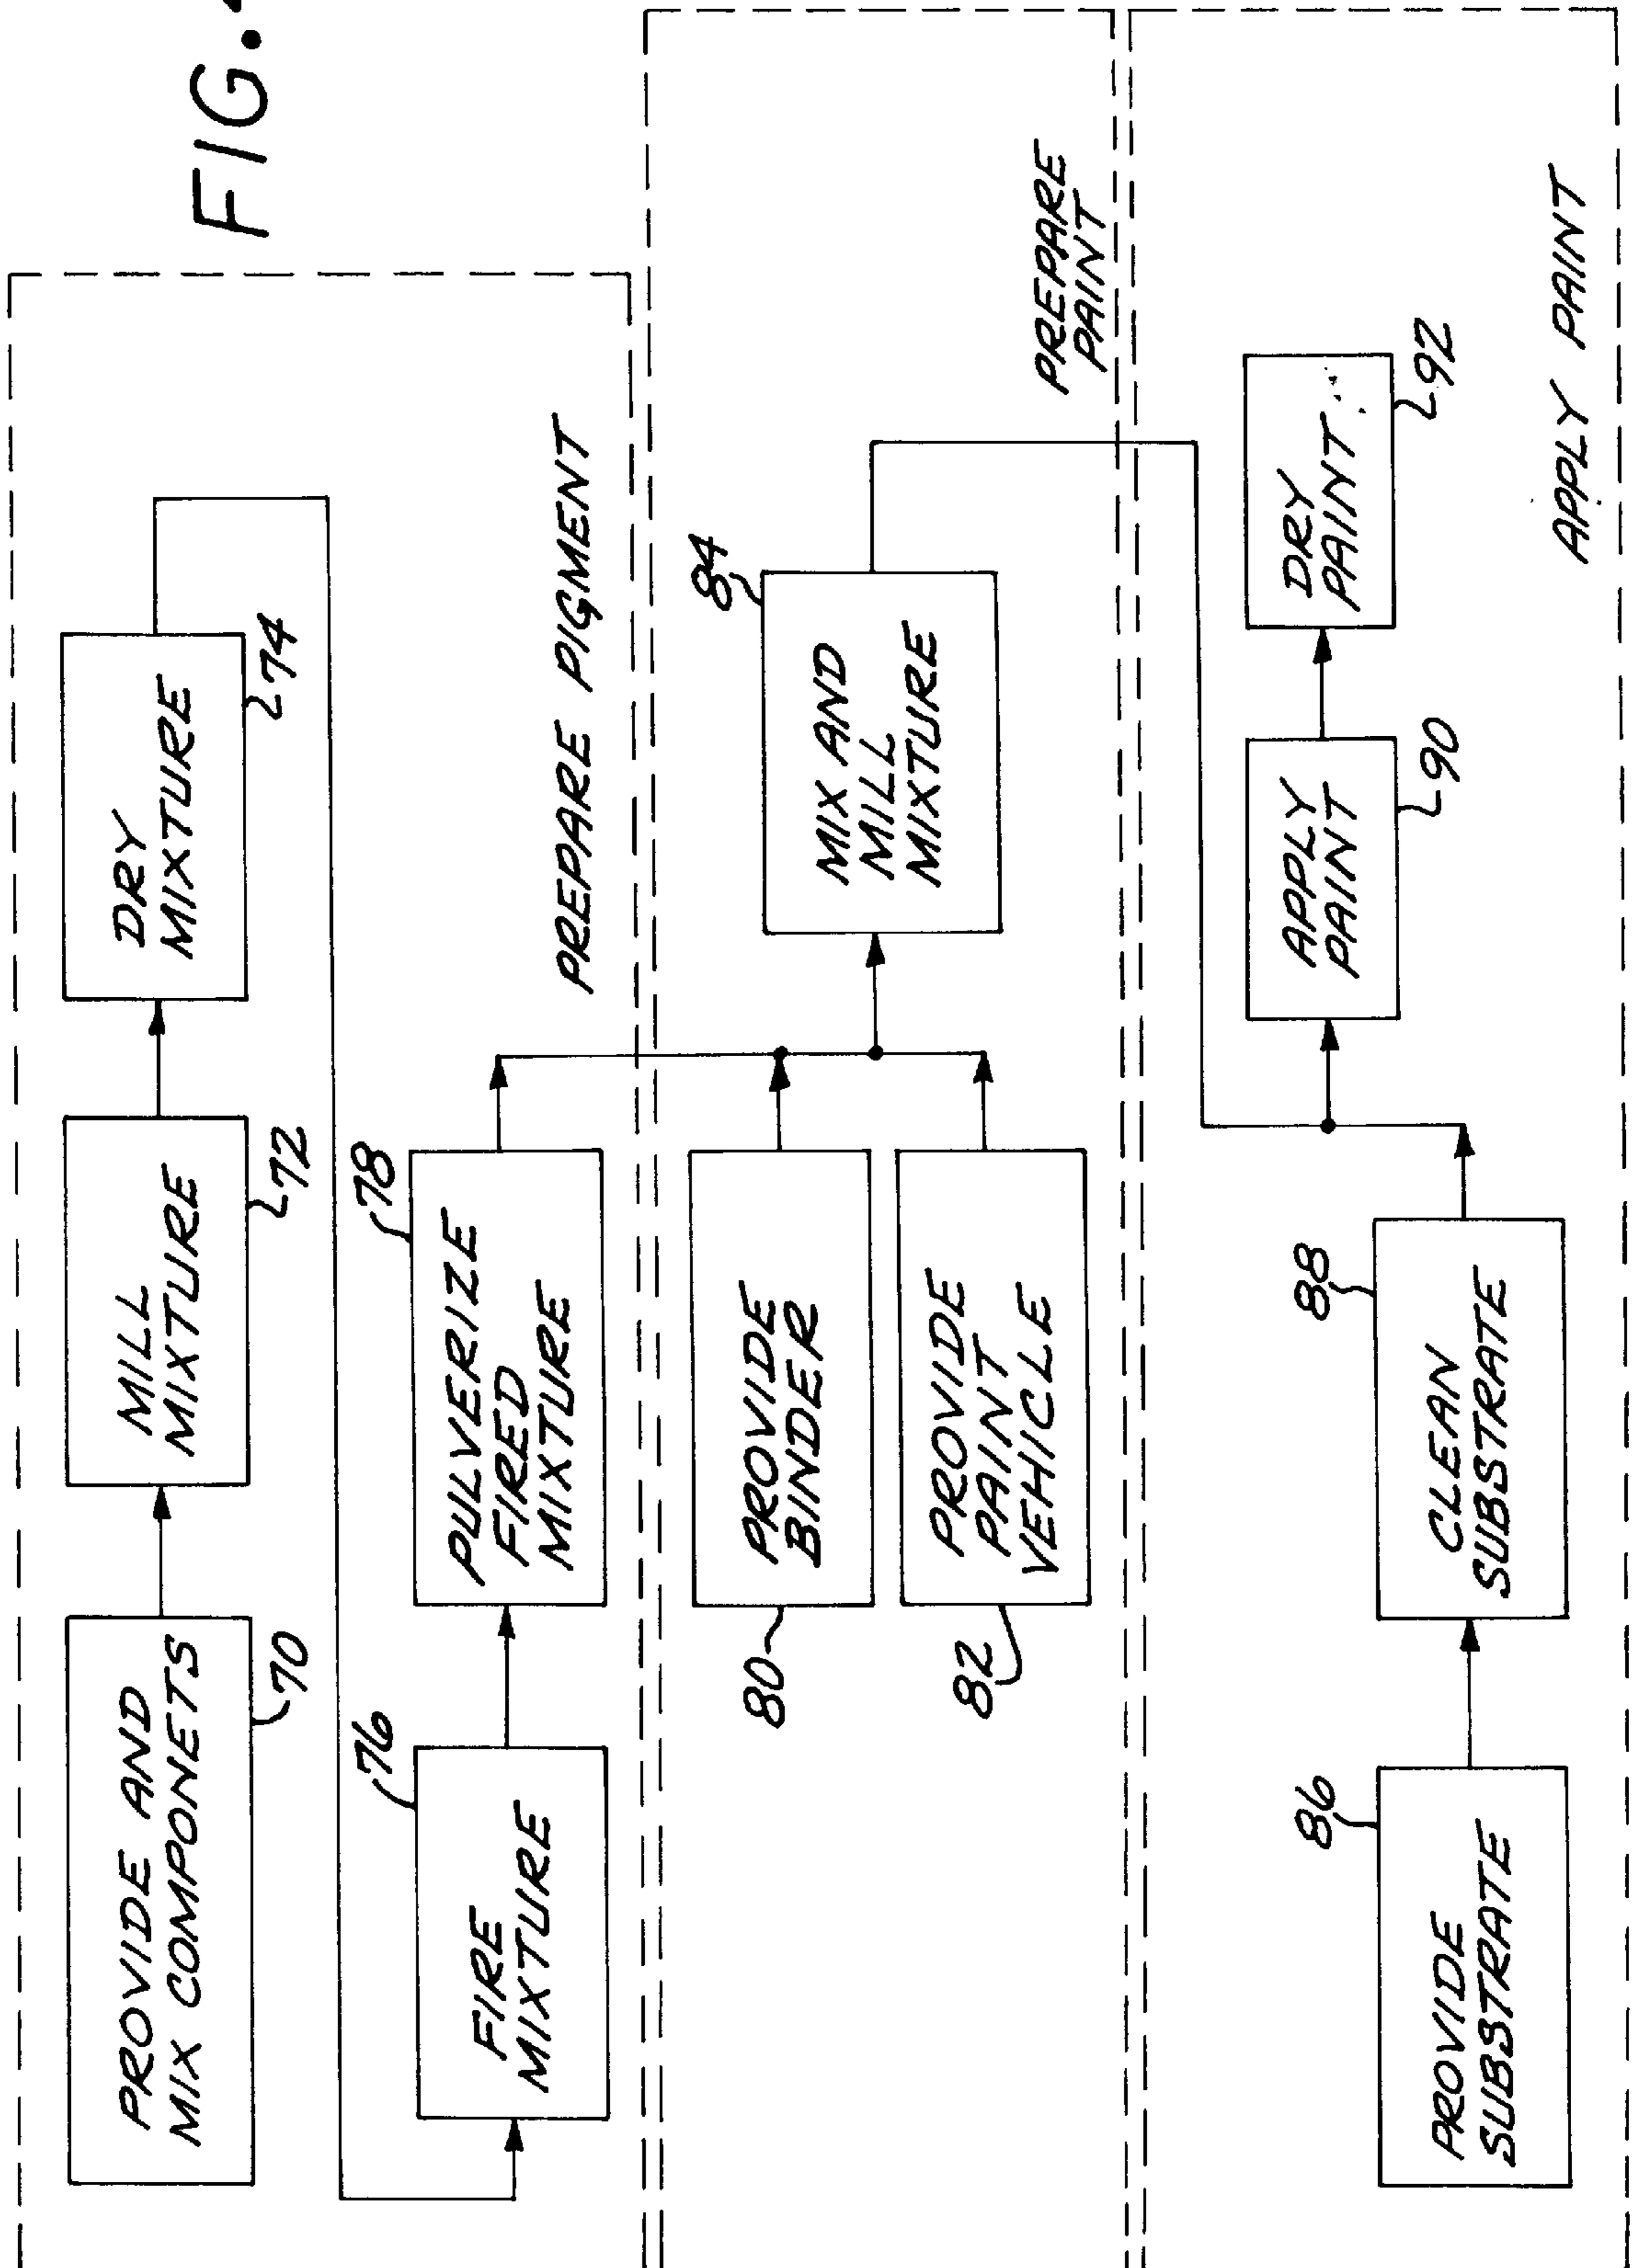 FIG.
PROVIDE AND
MIX COMPONETS
70
MILL
MIXTURE
72
DRY
MIXTURE
74
FIRE
MIXTURE
76
PULVERIZE
FIRED
MIXTURE
78
PREPARE PIGMENT
PROVIDE
BINDER
80
PROVIDE
PAINT
VEHICLE
82
MIX AND
MILL
MIXTURE
84
PREPARE
PAINT
PROVIDE
SUBSTRATE
86
CLEAN
SUBSTRATE
88
APPLY
PAINT
90
DRY
PAINT
92
APPLY PAINT